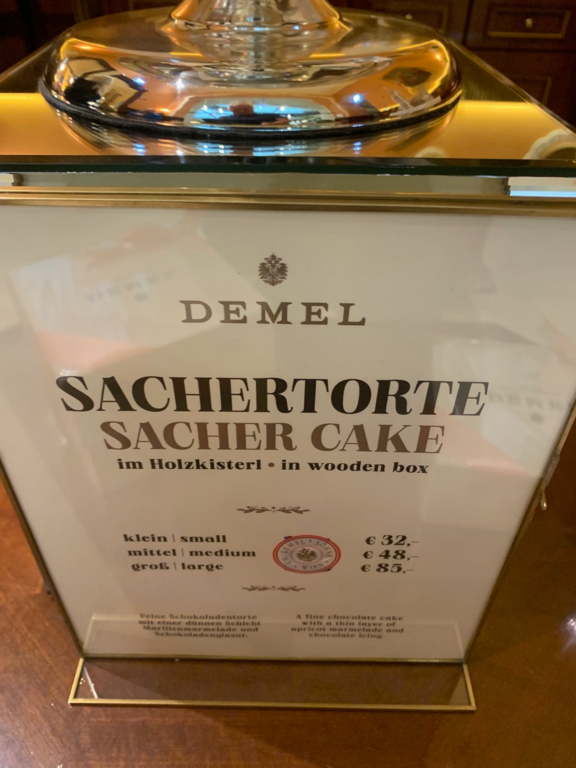 DEMEL
SACHERTORTE
SACHER CAKE
im Holzkisterl • in wooden box
klein | small € 32,-
mittel | medium € 48,-
groß | large € 85,-
WIEN
Feine Schokoladentorte
mit einer dünnen Schicht
Marillenmarmelade und
Schokoladenglasur.
A fine chocolate cake
with a thin layer of
apricot marmelade and
chocolate icing.